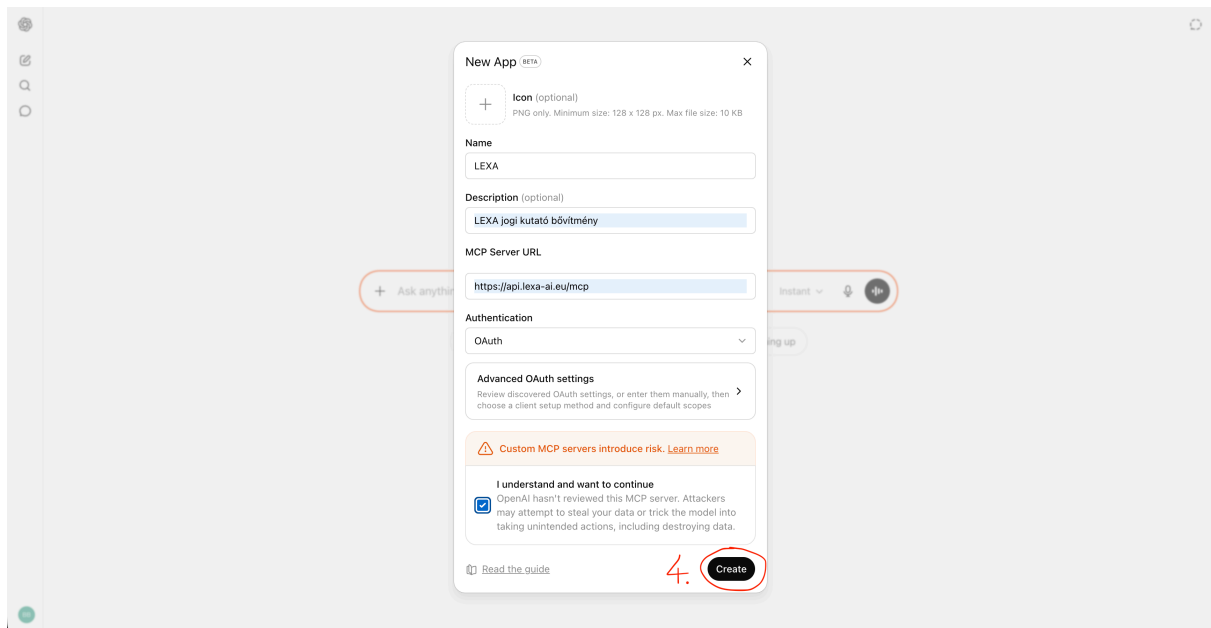 New App BETA
Icon (optional)
PNG only. Minimum size: 128 x 128 px. Max file size: 10 KB
Name
LEXA
Description (optional)
LEXA jogi kutató bővítmény
MCP Server URL
https://api.lexa-ai.eu/mcp
Ask anythin
Instant
Authentication
OAuth
ing up
Advanced OAuth settings
Review discovered OAuth settings, or enter them manually, then
choose a client setup method and configure default scopes
Custom MCP servers introduce risk. Learn more
I understand and want to continue
OpenAI hasn't reviewed this MCP server. Attackers
may attempt to steal your data or trick the model into
taking unintended actions, including destroying data.
Read the guide
4.
Create